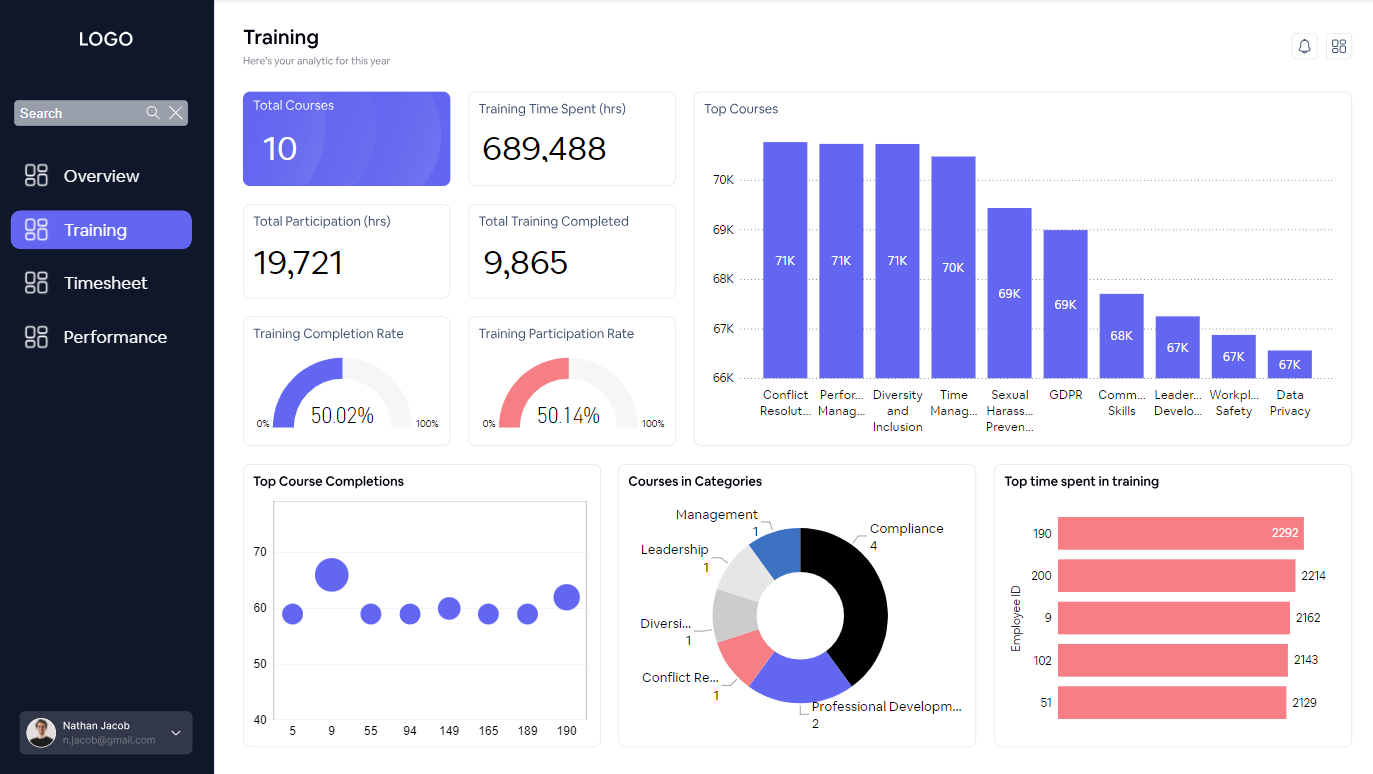 LOGO
Search
Overview
Training
Timesheet
Performance
Nathan Jacob
n.jacob@gmail.com
Training
Here's your analytic for this year
Total Courses
10
Training Time Spent (hrs)
689,488
Total Participation (hrs)
19,721
Total Training Completed
9,865
Training Completion Rate
50.02%
0%
100%
Training Participation Rate
50.14%
0%
100%
Top Courses
70K
69K
68K
67K
66K
71K
71K
71K
70K
69K
69K
68K
67K
67K
67K
Conflict
Resolut...
Perfor...
Manag...
Diversity
and
Inclusion
Time
Manag...
Sexual
Harass...
Preven...
GDPR
Comm...
Skills
Leader...
Develo...
Workpl...
Safety
Data
Privacy
Top Course Completions
70
60
50
40
5
9
55
94
149
165
189
190
Courses in Categories
Management
1
Compliance
4
Leadership
1
Diversi...
1
Conflict Re...
1
Professional Developm...
2
Top time spent in training
Employee ID
190
2292
200
2214
9
2162
102
2143
51
2129